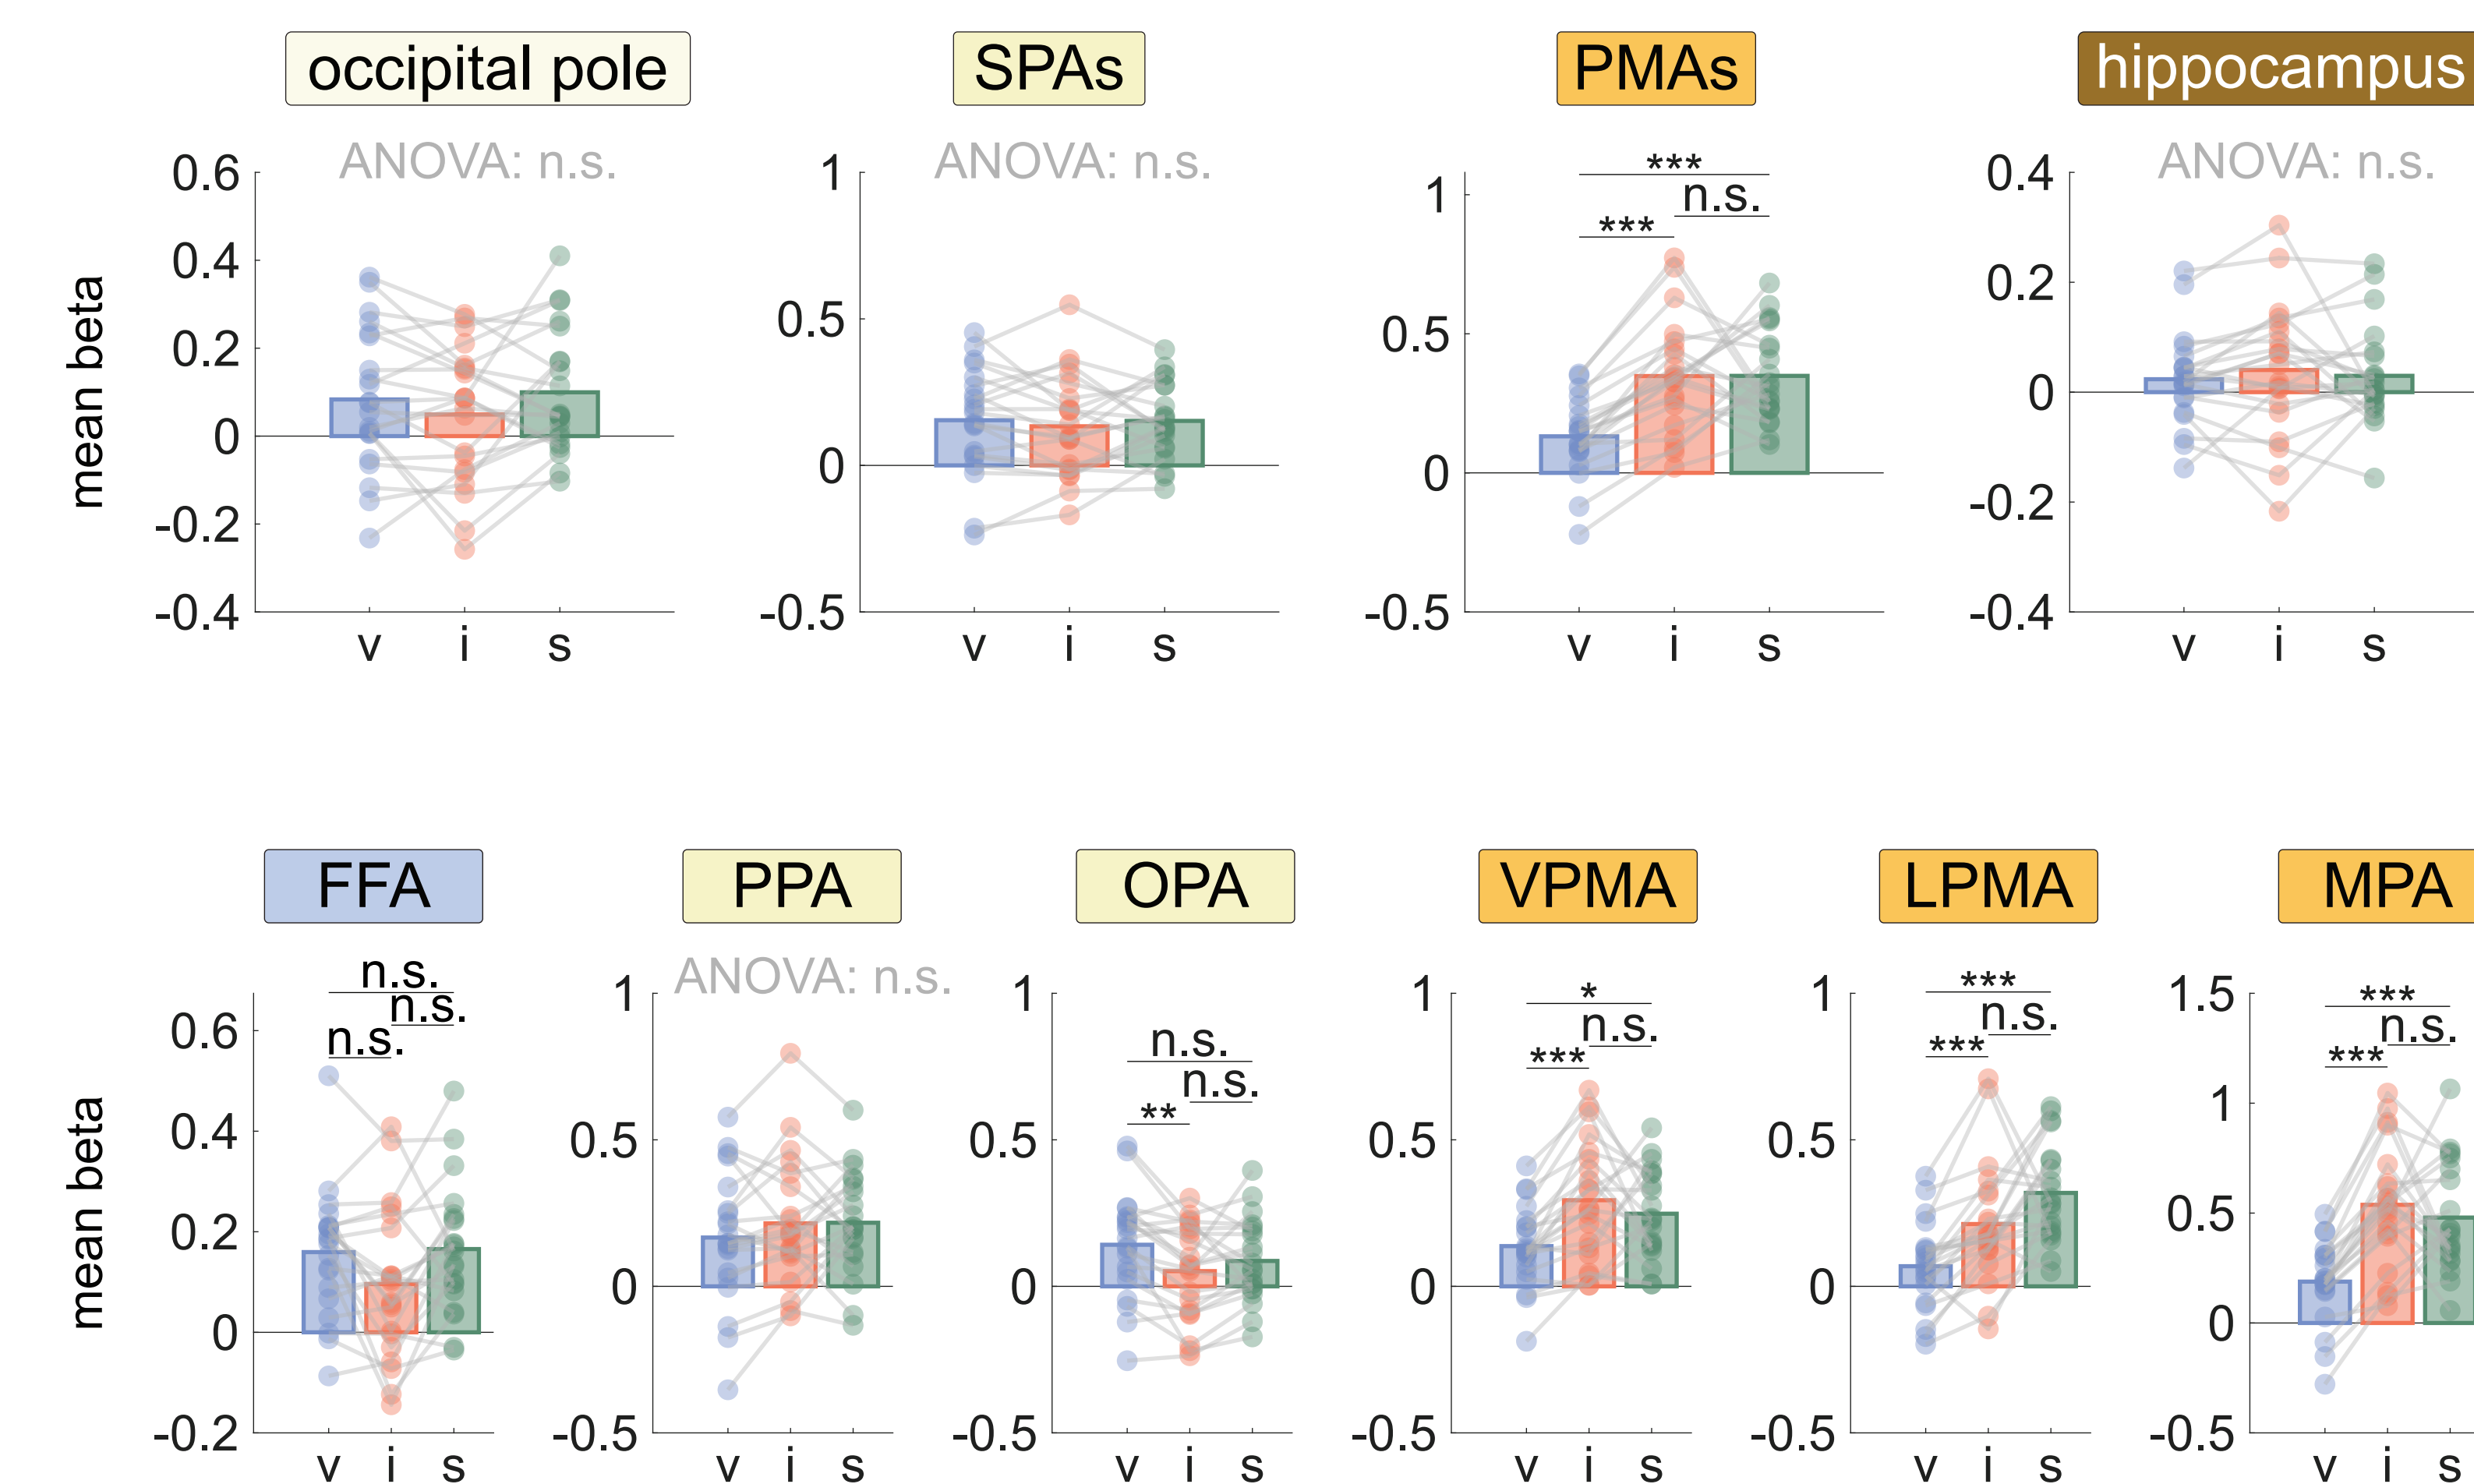 occipital pole
SPAs
PMAs
hippocampus
ANOVA: n.s.
ANOVA: n.s.
***
n.s.
***
ANOVA: n.s.
mean beta
0.6
0.4
0.2
0
-0.2
-0.4
v i s
1
0.5
0
-0.5
v i s
1
0.5
0
-0.5
v i s
0.4
0.2
0
-0.2
-0.4
v i s
FFA
PPA
OPA
VPMA
LPMA
MPA
mean beta
n.s.
n.s.
n.s.
0.6
0.4
0.2
0
-0.2
v i s
ANOVA: n.s.
1
0.5
0
-0.5
v i s
n.s.
n.s.
**
1
0.5
0
-0.5
v i s
*
n.s.
***
1
0.5
0
-0.5
v i s
***
n.s.
***
1
0.5
0
-0.5
v i s
***
n.s.
***
1.5
1
0.5
0
-0.5
v i s